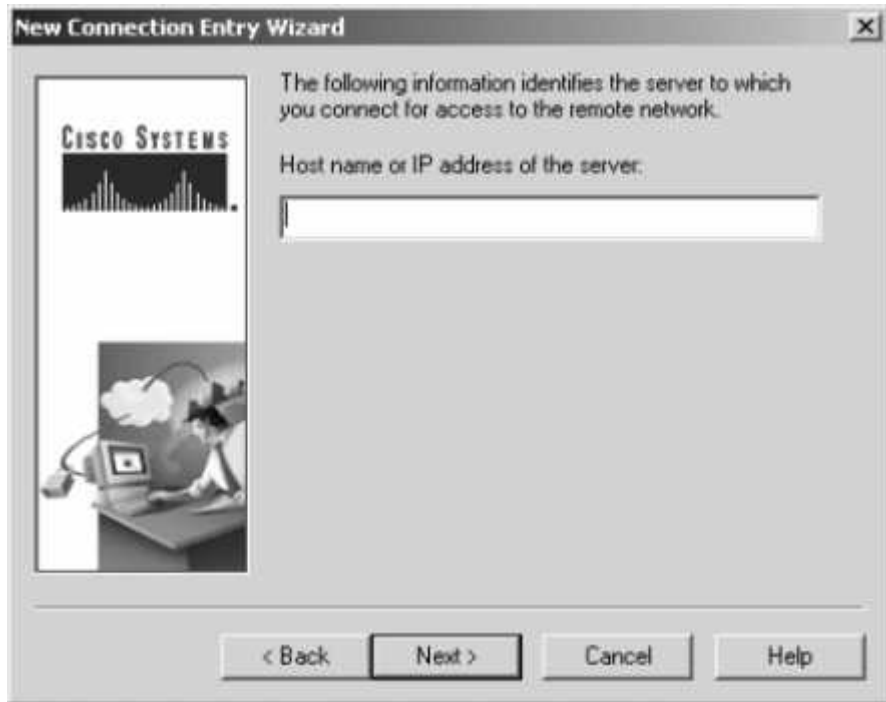 New Connection Entry Wizard
CISCO SYSTEMS
The following information identifies the server to which
you connect for access to the remote network.
Host name or IP address of the server:
< Back
Next >
Cancel
Help